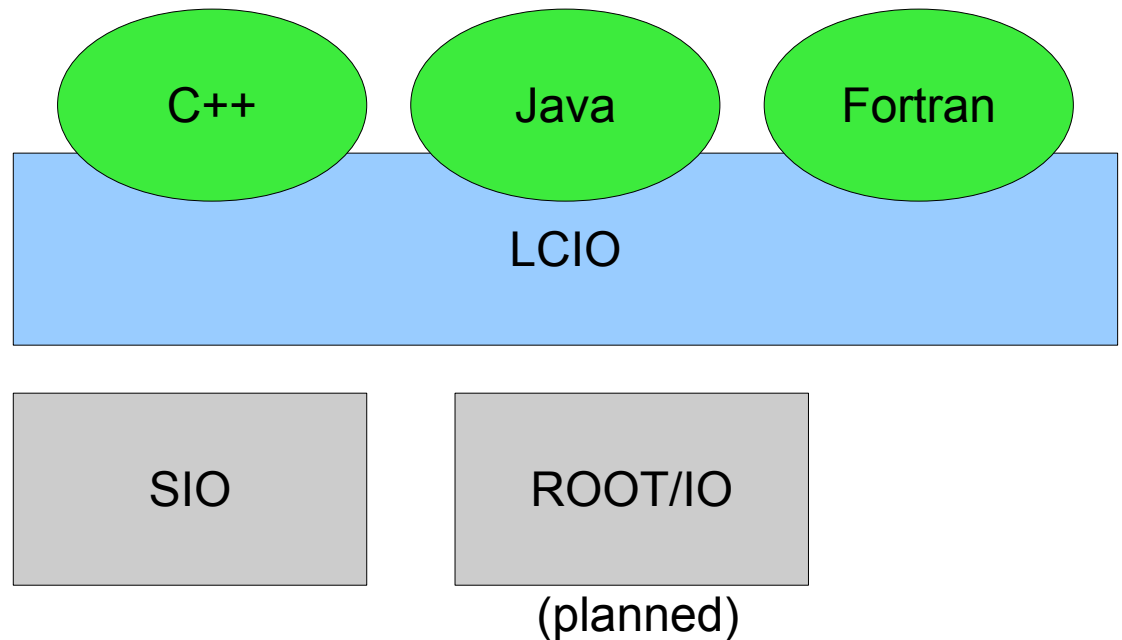 C++
Java
Fortran
LCIO
SIO
ROOT/IO
(planned)